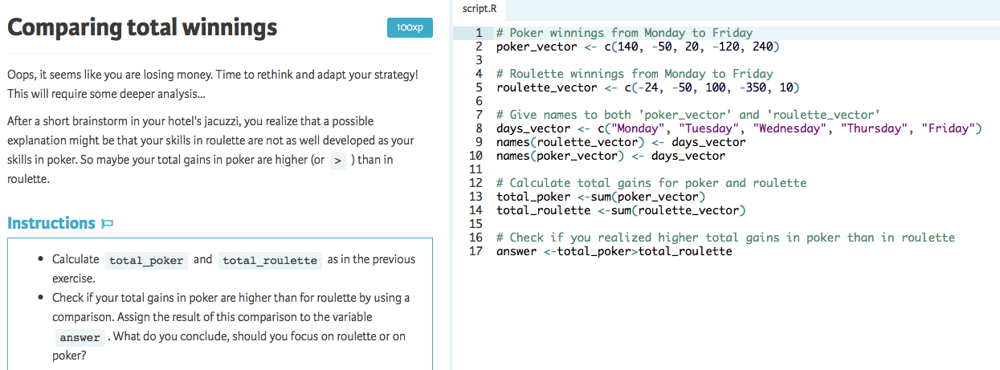 Comparing total winnings
100xp
Oops, it seems like you are losing money. Time to rethink and adapt your strategy!
This will require some deeper analysis...
After a short brainstorm in your hotel's jacuzzi, you realize that a possible
explanation might be that your skills in roulette are not as well developed as your
skills in poker. So maybe your total gains in poker are higher (or > ) than in
roulette.
Instructions
• Calculate total_poker and total_roulette as in the previous
exercise.
• Check if your total gains in poker are higher than for roulette by using a
comparison. Assign the result of this comparison to the variable
answer . What do you conclude, should you focus on roulette or on
poker?
script.R
1 # Poker winnings from Monday to Friday
2 poker_vector <- c(140, -50, 20, -120, 240)
3
4 # Roulette winnings from Monday to Friday
5 roulette_vector <- c(-24, -50, 100, -350, 10)
6
7 # Give names to both 'poker_vector' and 'roulette_vector'
8 days_vector <- c("Monday", "Tuesday", "Wednesday", "Thursday", "Friday")
9 names(roulette_vector) <- days_vector
10 names(poker_vector) <- days_vector
11
12 # Calculate total gains for poker and roulette
13 total_poker <-sum(poker_vector)
14 total_roulette <-sum(roulette_vector)
15
16 # Check if you realized higher total gains in poker than in roulette
17 answer <-total_poker>total_roulette